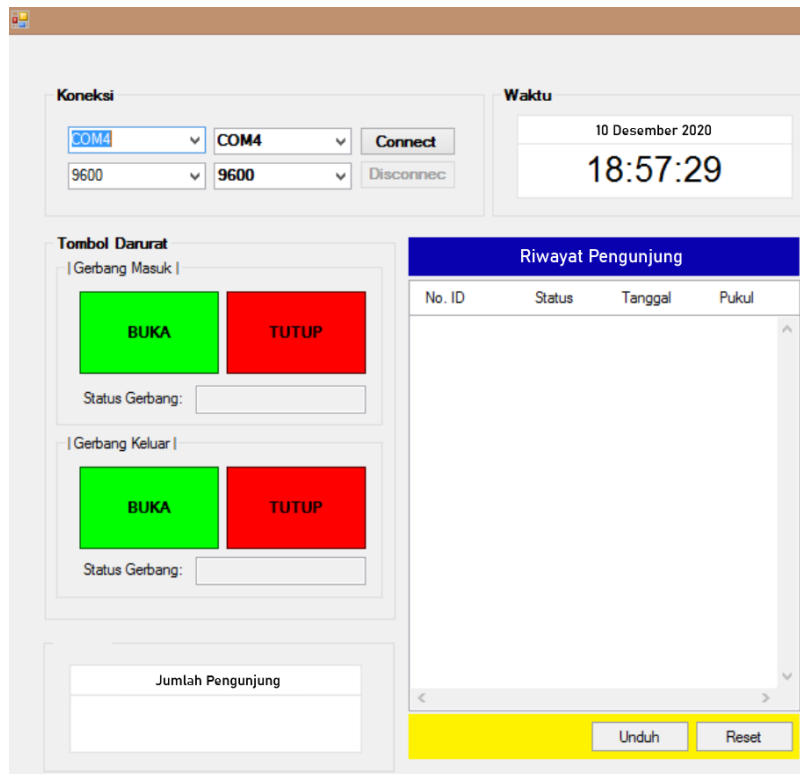 Koneksi
COM4 COM4 Connect
9600 9600 Disconnec
Waktu
10 Desember 2020
18:57:29
Tombol Darurat
| Gerbang Masuk |
BUKA TUTUP
Status Gerbang:
| Gerbang Keluar |
BUKA TUTUP
Status Gerbang:
Jumlah Pengunjung
Riwayat Pengunjung
No. ID Status Tanggal Pukul
Unduh Reset